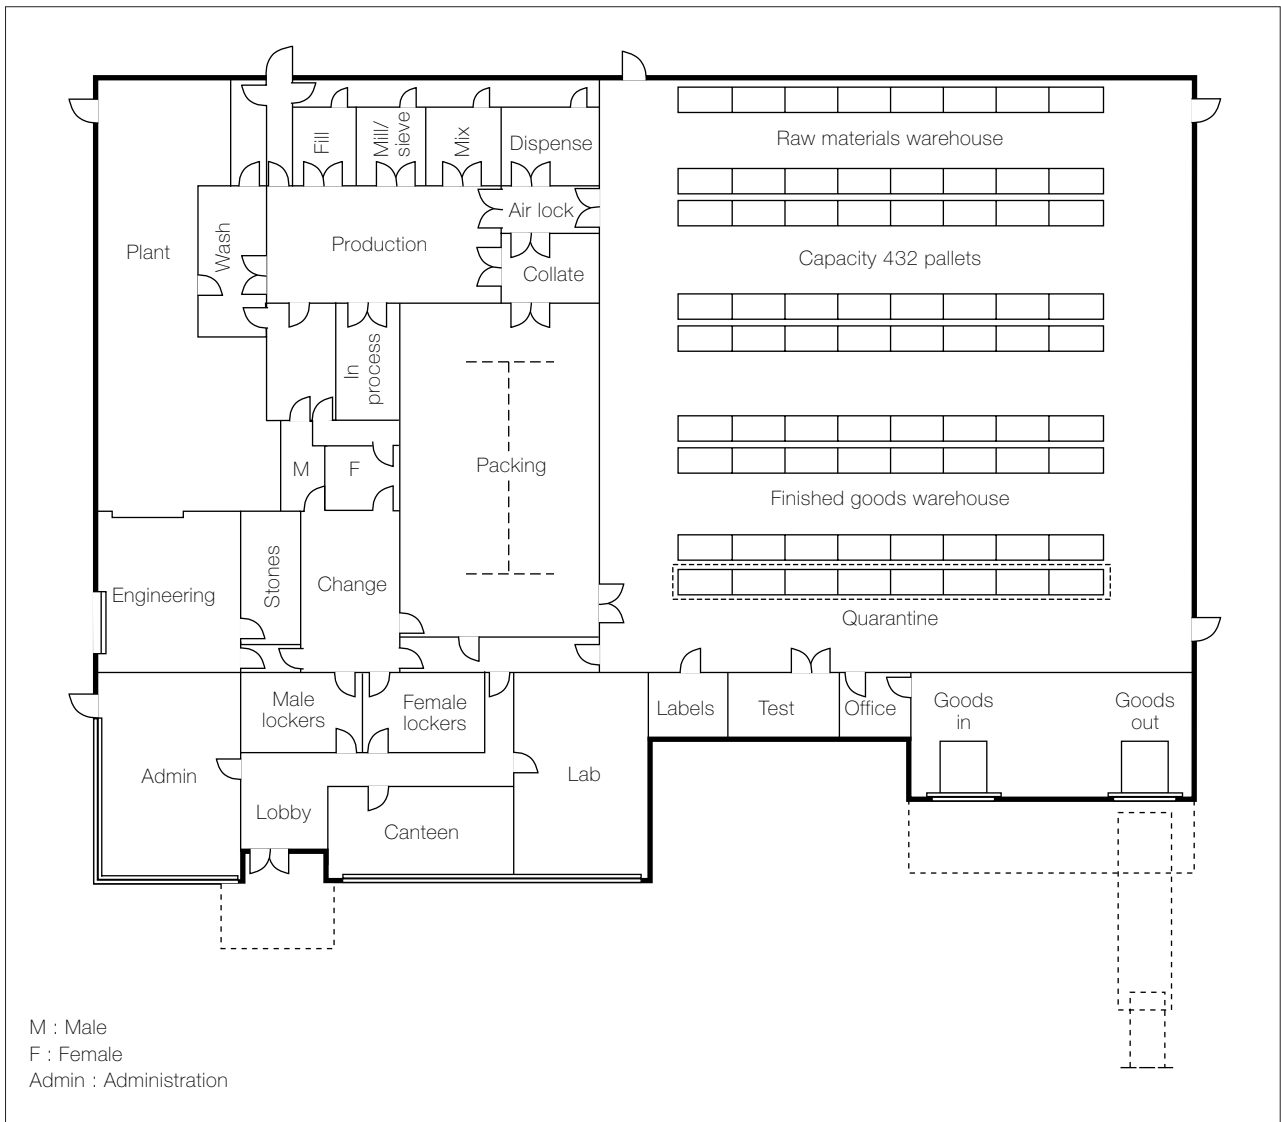 Raw materials warehouse
Fill
Mill/
sieve
Mix
Dispense
Air lock
Plant
Wash
Production
Capacity 432 pallets
Collate
In
process
M
F
Packing
Finished goods warehouse
Engineering
Stones
Change
Quarantine
Male
lockers
Female
lockers
Labels
Test
Office
Goods
in
Goods
out
Admin
Lab
Lobby
Canteen
M : Male
F : Female
Admin : Administration